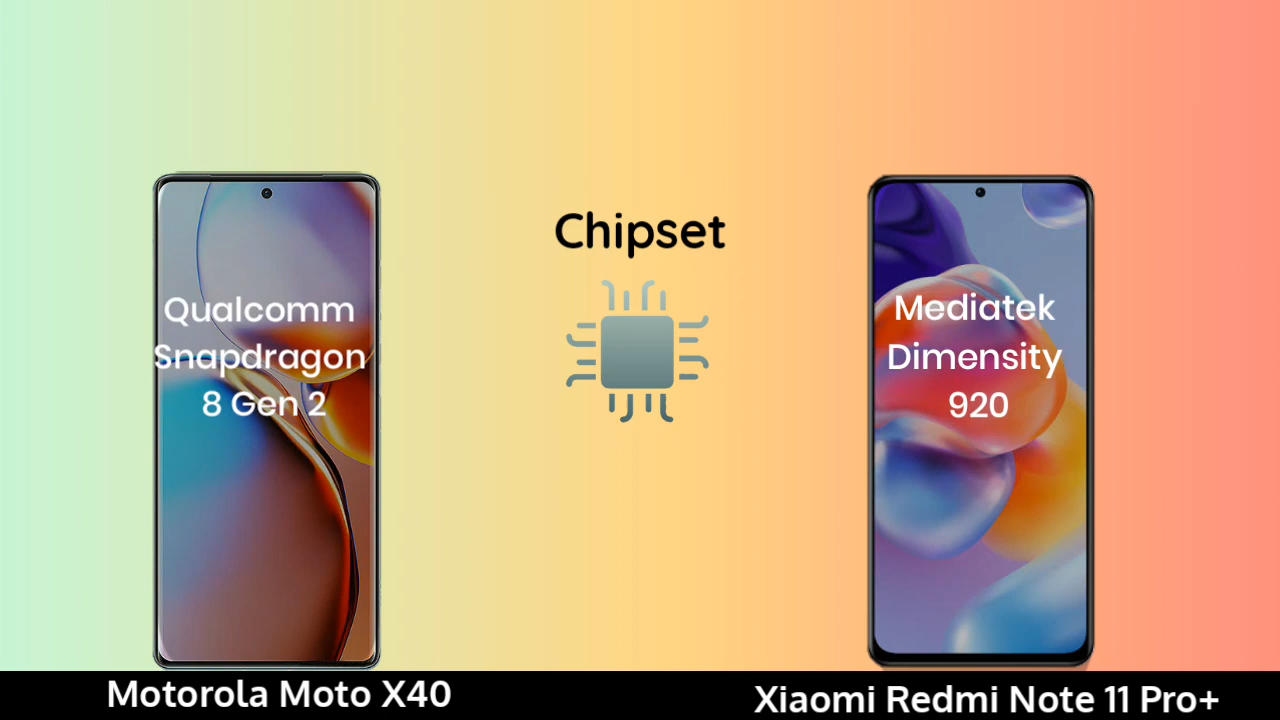 Chipset
Qualcomm
Snapdragon
8 Gen 2
Mediatek
Dimensity
920
Motorola Moto X40
Xiaomi Redmi Note 11 Pro+